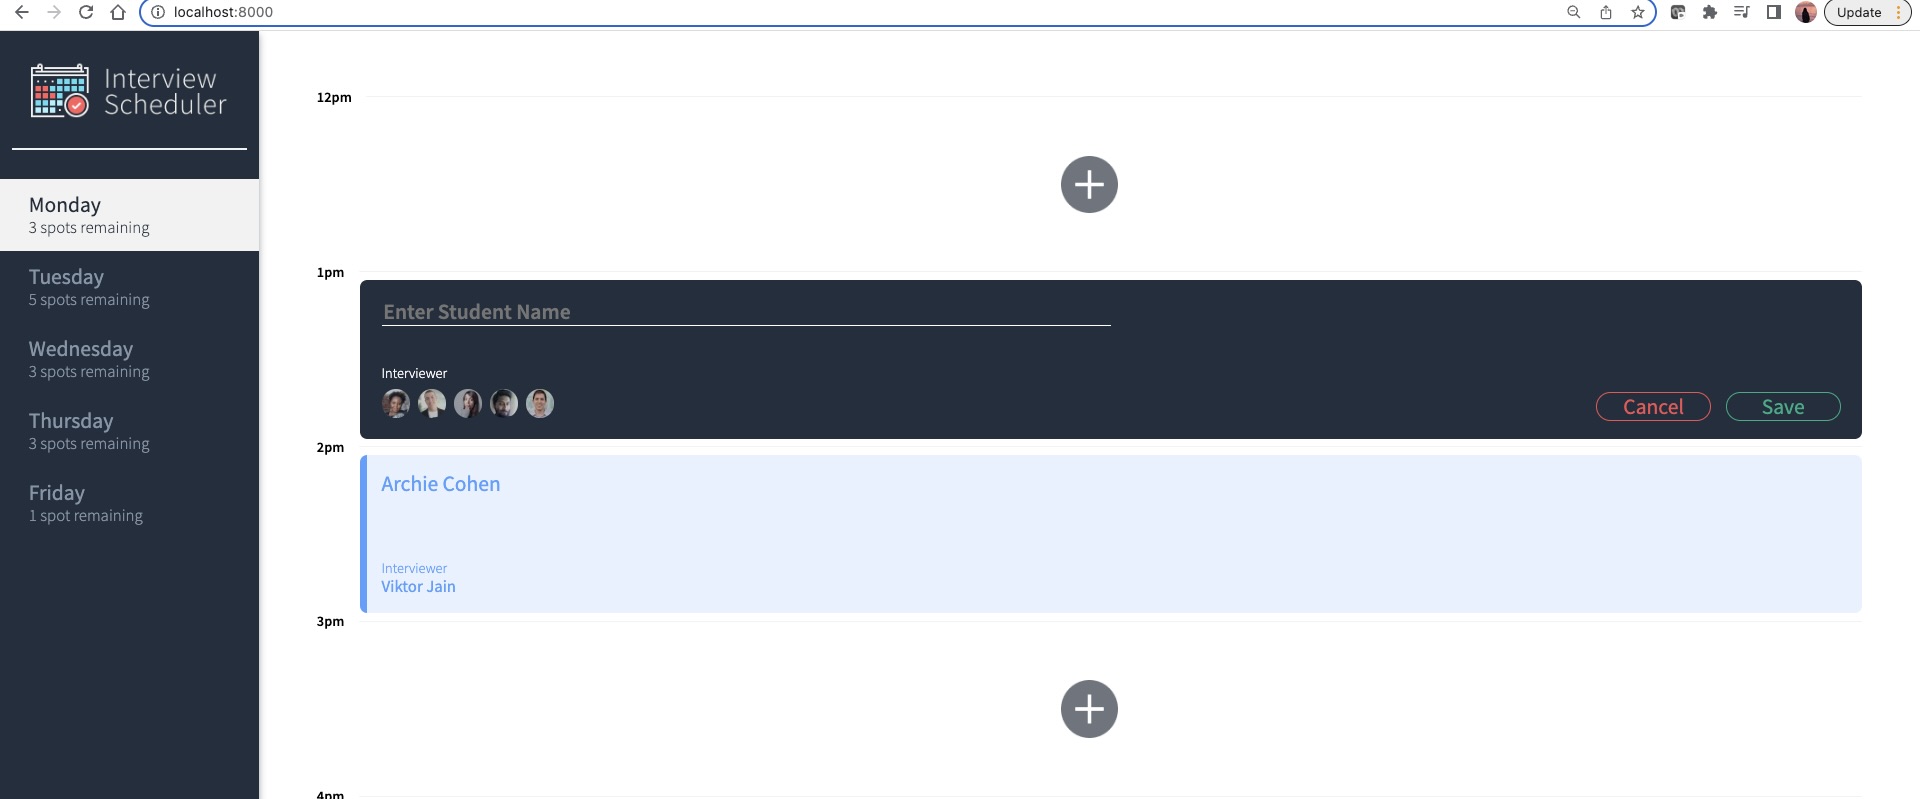 localhost:8000
Update
Interview
Scheduler
Monday
3 spots remaining
Tuesday
5 spots remaining
Wednesday
3 spots remaining
Thursday
3 spots remaining
Friday
1 spot remaining
12pm
1pm
Enter Student Name
Interviewer
Cancel
Save
2pm
Archie Cohen
Interviewer
Viktor Jain
3pm
4pm